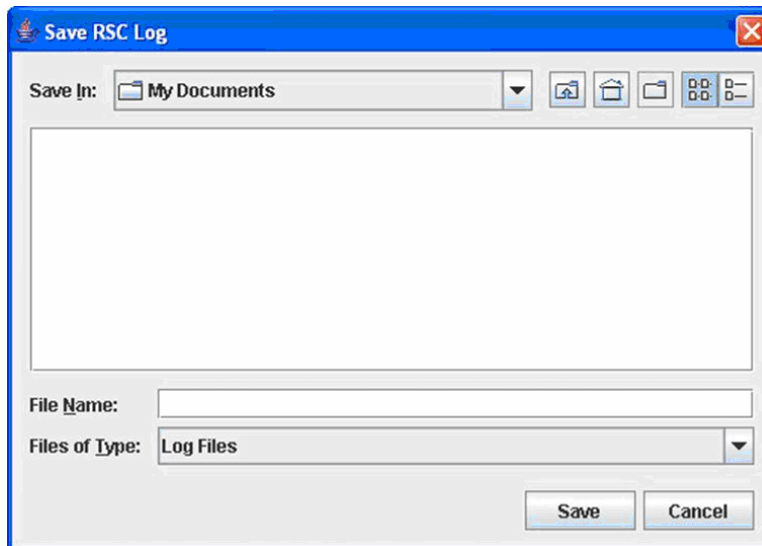 Save RSC Log
Save In: My Documents
File Name:
Files of Type: Log Files
Save Cancel